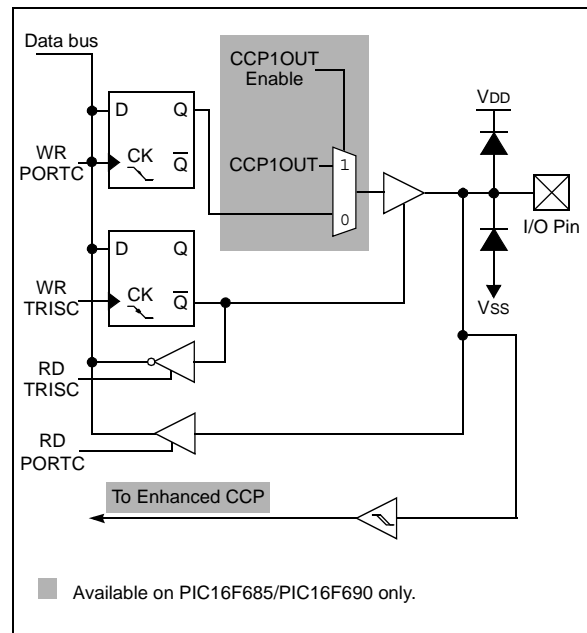 Data bus
CCP1OUT
Enable
VDD
D
Q
WR
PORTC
CK
Q
CCP1OUT
1
0
I/O Pin
D
Q
WR
TRISC
CK
Q
VSS
RD
TRISC
RD
PORTC
To Enhanced CCP
Available on PIC16F685/PIC16F690 only.